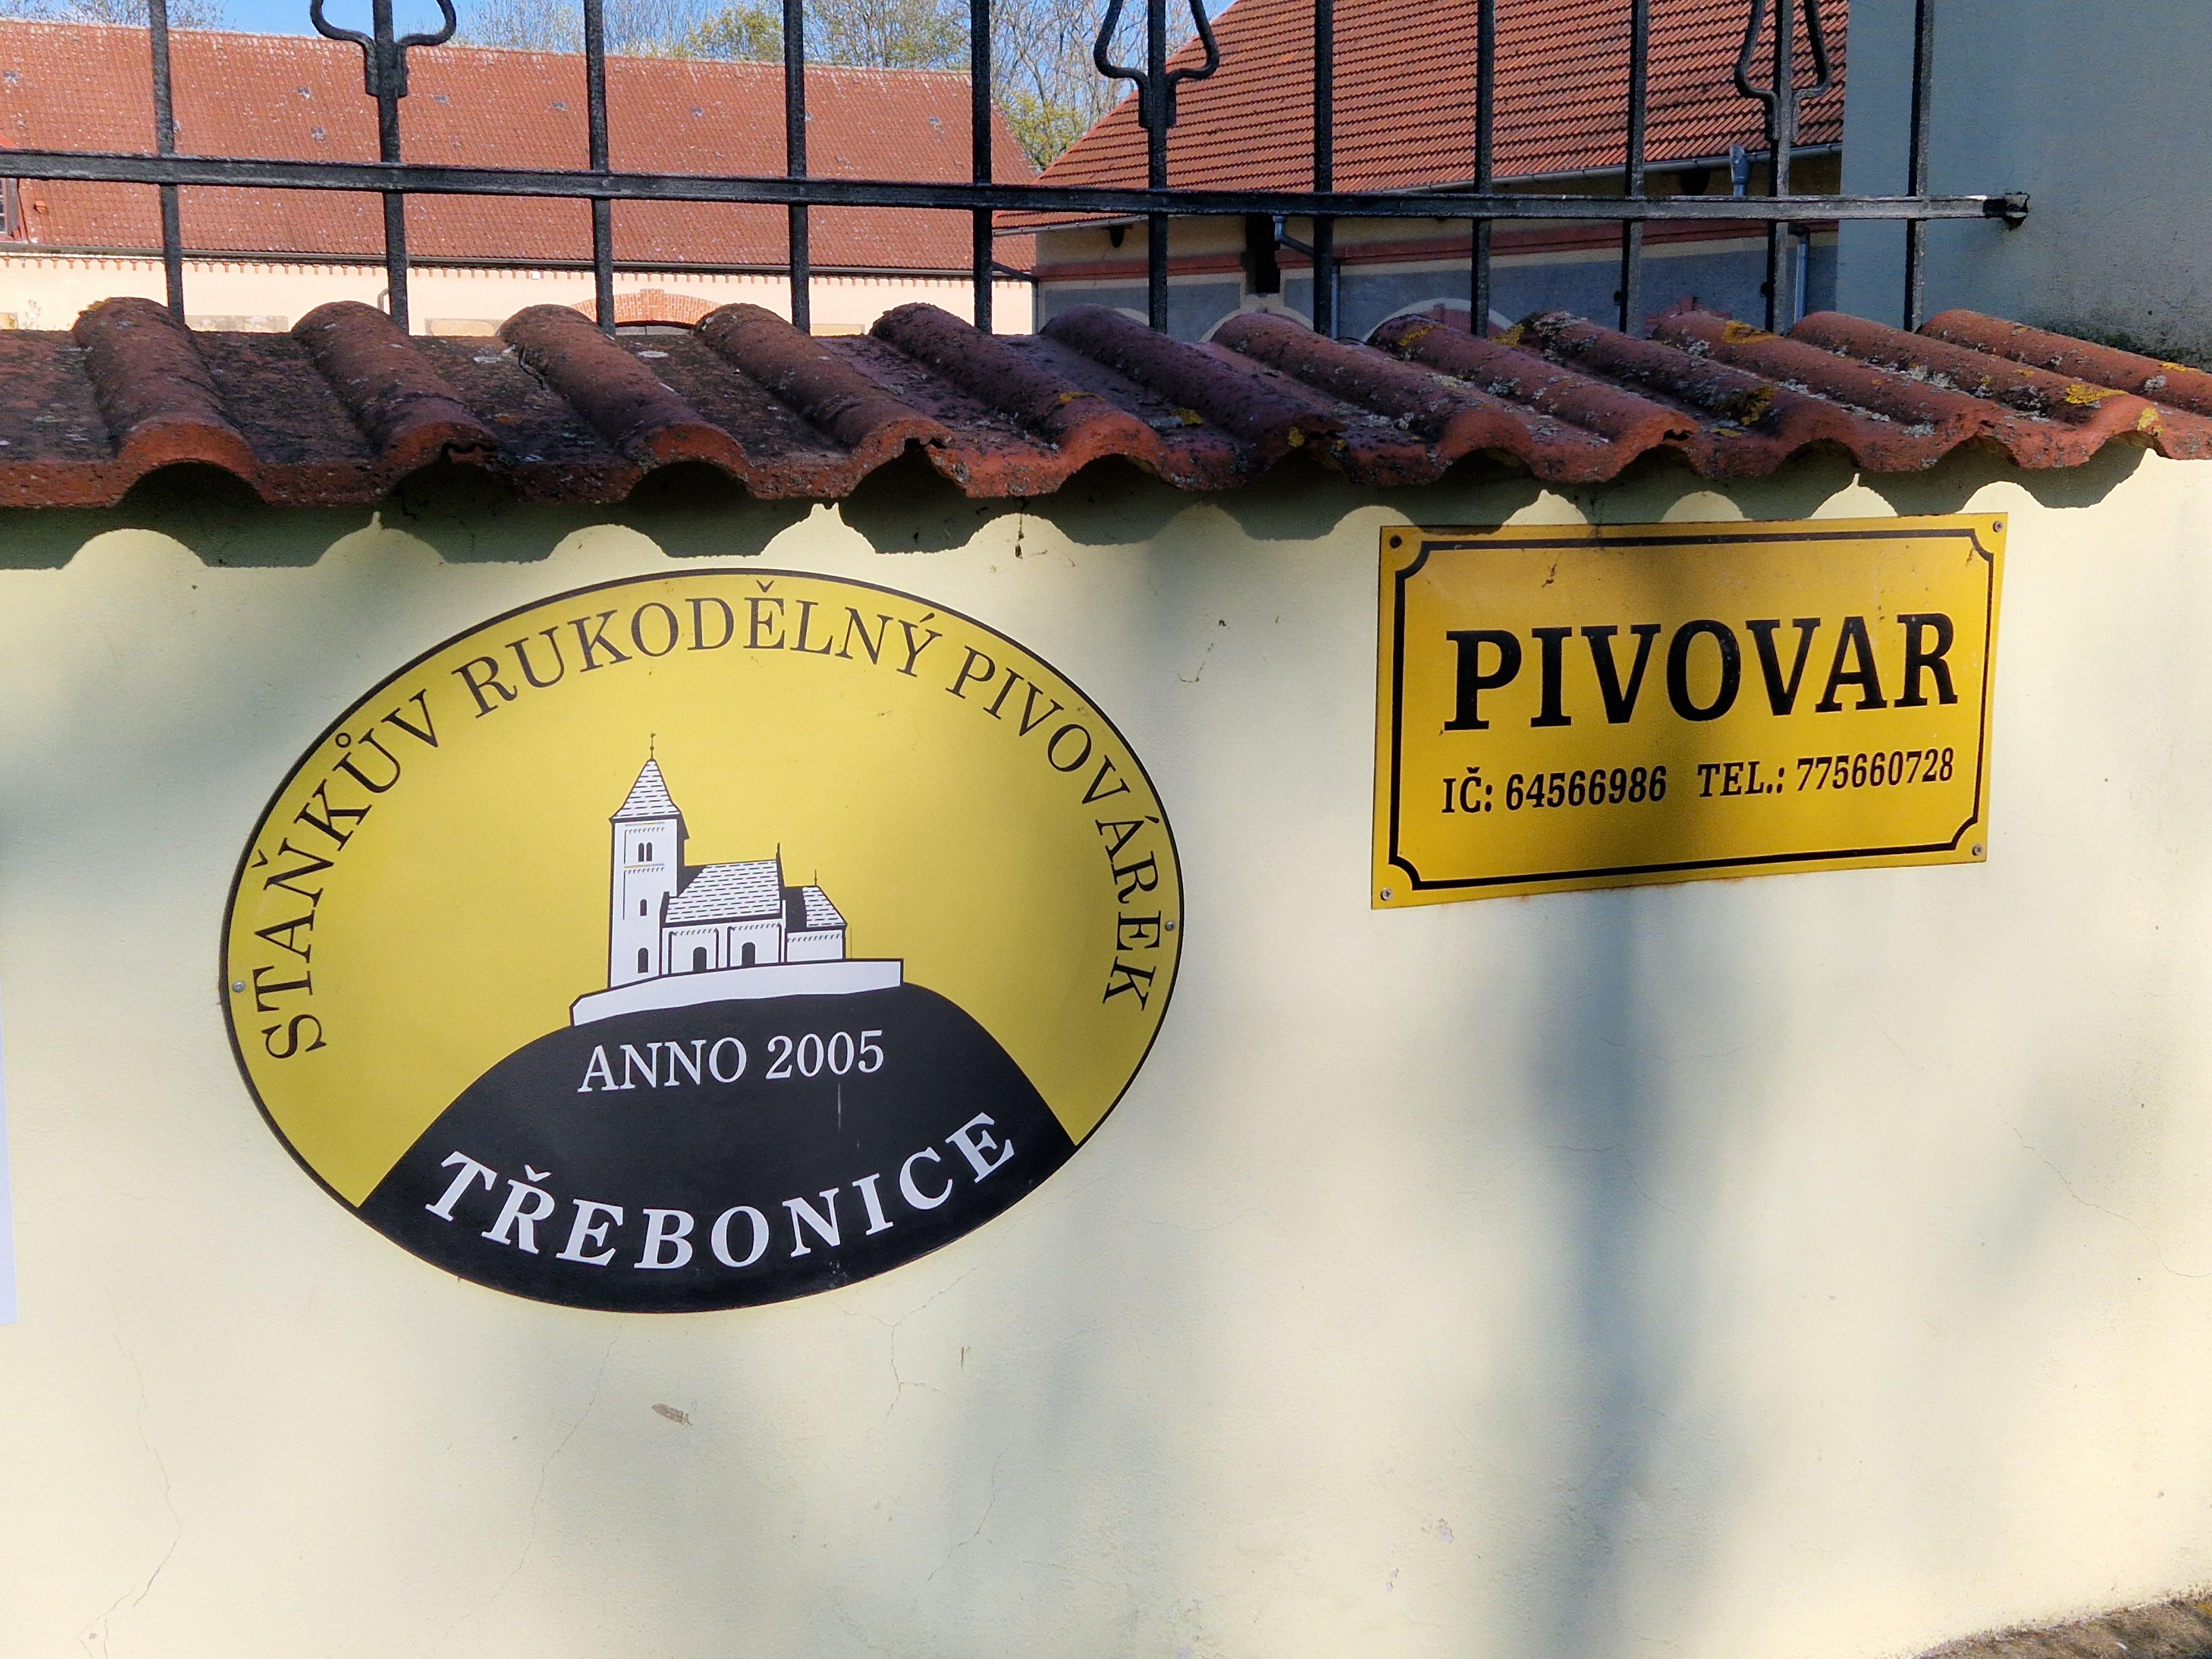 STAŇKŮV RUKODĚLNÝ PIVOVÁREK
ANNO 2005
TŘEBONICE
PIVOVAR
IČ: 64566986 TEL.: 775660728